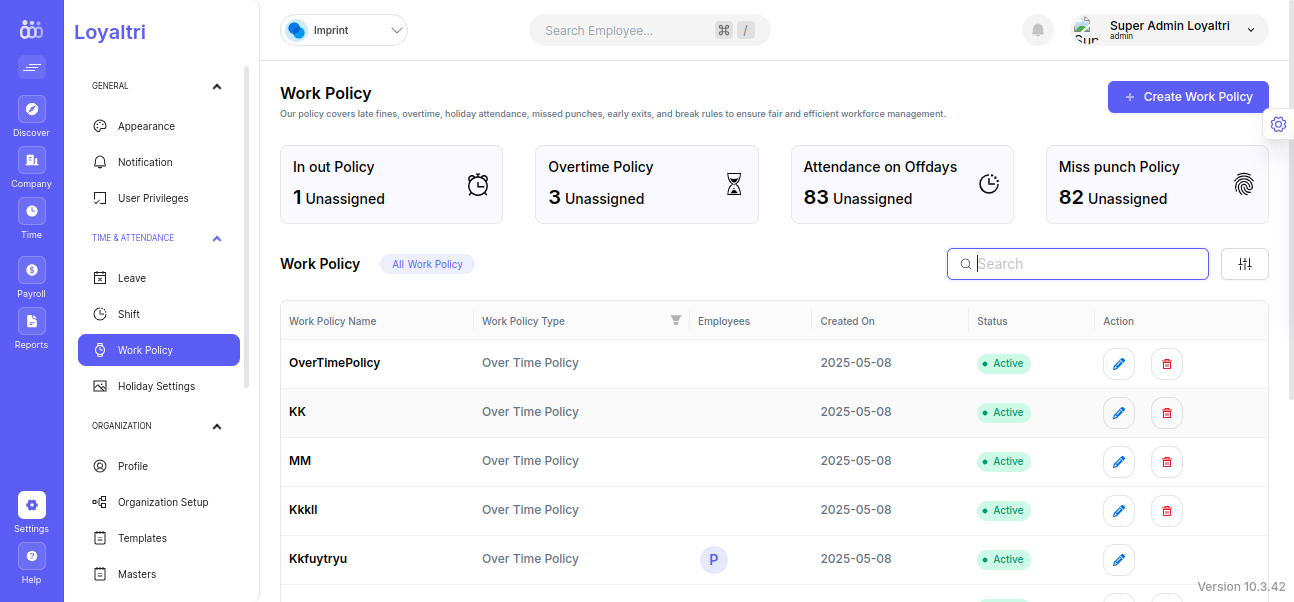 Loyaltri
Imprint
Search Employee...
⌘ /
Super Admin Loyaltri
admin
Discover
Company
Time
Payroll
Reports
Settings
Help
GENERAL
Appearance
Notification
User Privileges
TIME & ATTENDANCE
Leave
Shift
Work Policy
Holiday Settings
ORGANIZATION
Profile
Organization Setup
Templates
Masters
Work Policy
Our policy covers late fines, overtime, holiday attendance, missed punches, early exits, and break rules to ensure fair and efficient workforce management.
+ Create Work Policy
In out Policy
1 Unassigned
Overtime Policy
3 Unassigned
Attendance on Offdays
83 Unassigned
Miss punch Policy
82 Unassigned
Work Policy
All Work Policy
Search
Work Policy Name Work Policy Type Employees Created On Status Action
OverTimePolicy Over Time Policy 2025-05-08 Active
KK Over Time Policy 2025-05-08 Active
MM Over Time Policy 2025-05-08 Active
Kkkll Over Time Policy 2025-05-08 Active
Kkfuytryu Over Time Policy P 2025-05-08 Active
Version 10.3.42